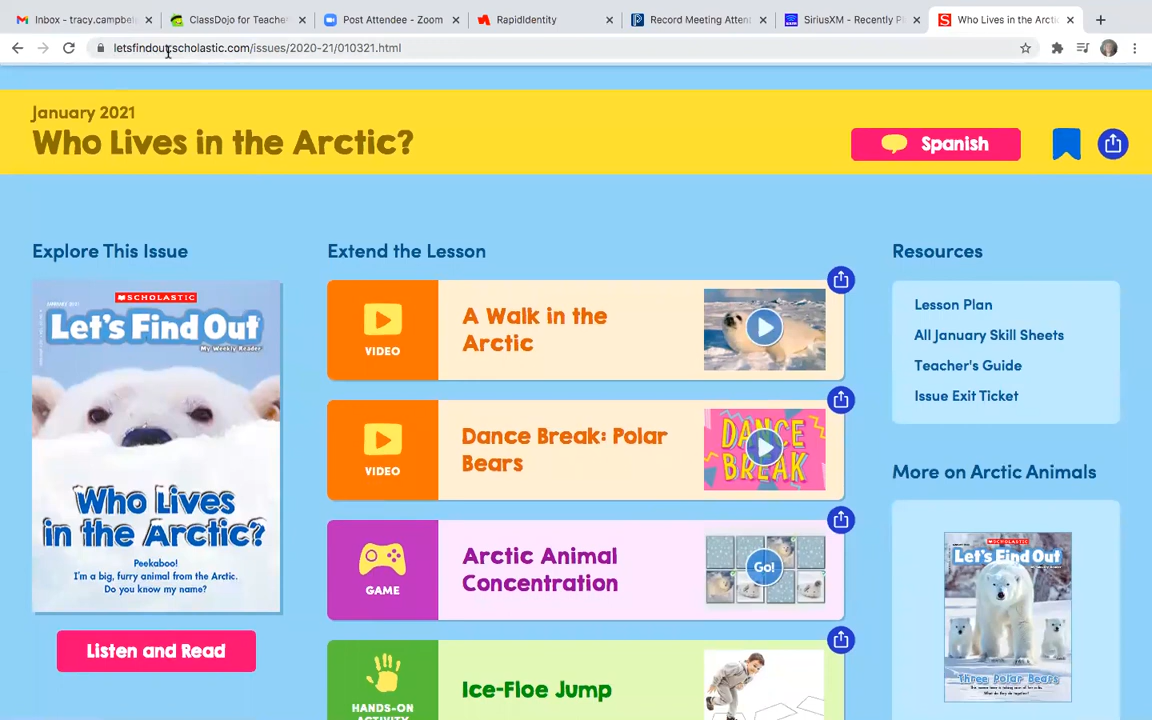 Inbox - tracy.campbel
ClassDojo for Teache
Post Attendee - Zoom
RapidIdentity
Record Meeting Atten
SiriusXM - Recently P
Who Lives in the Arctic
letsfindout.scholastic.com/issues/2020-21/010321.html
January 2021
Who Lives in the Arctic?
Spanish
Explore This Issue
Extend the Lesson
Resources
SCHOLASTIC
Let's Find Out
My Weekly Reader
Who Lives
in the Arctic?
Peekaboo!
I'm a big, furry animal from the Arctic.
Do you know my name?
Listen and Read
VIDEO
A Walk in the
Arctic
VIDEO
Dance Break: Polar
Bears
DANCE
BREAK
GAME
Arctic Animal
Concentration
Go!
HANDS-ON
ACTIVITY
Ice-Floe Jump
Lesson Plan
All January Skill Sheets
Teacher's Guide
Issue Exit Ticket
More on Arctic Animals
SCHOLASTIC
Let's Find Out
Three Polar Bears